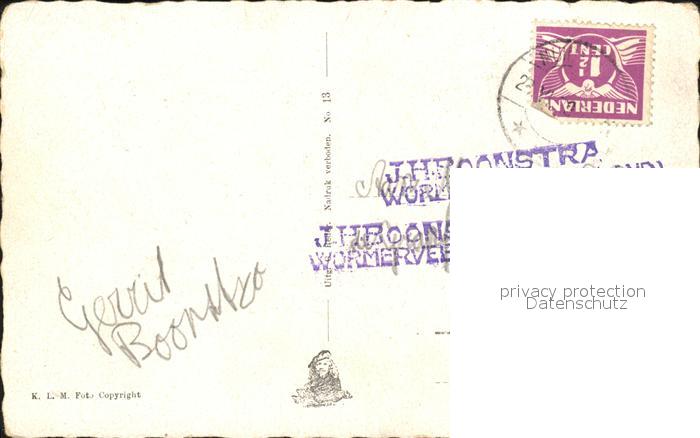 NEDERLAND
1½
CENT
J.H.BOONSTRA
WORM
J.H.BOONS
WORMERVEE
Nadruk verboden. No 13
Gerrit
Boonstra
K. L. M. Foto Copyright
privacy protection
Datenschutz